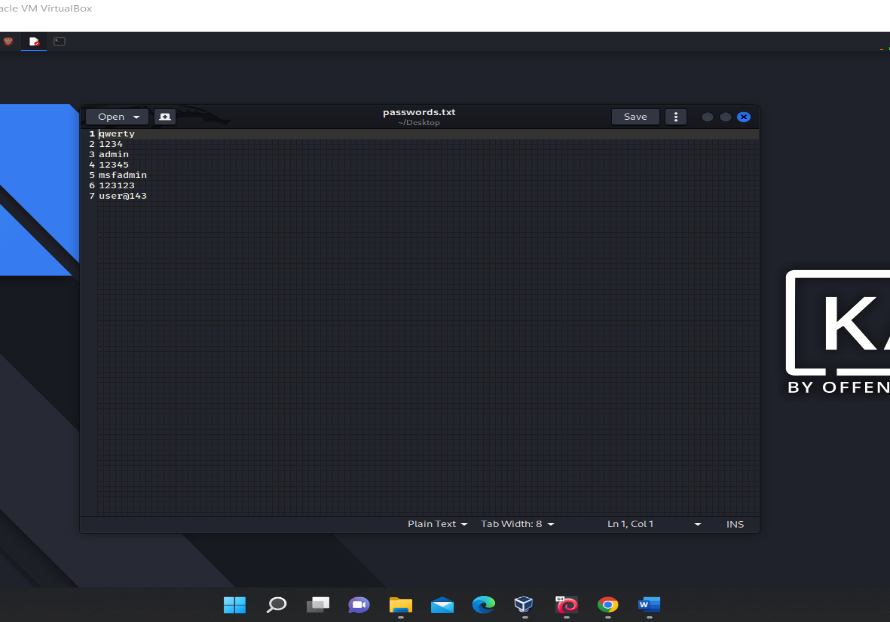 acle VM VirtualBox
Open
passwords.txt
~/Desktop
Save
1 qwerty
2 1234
3 admin
4 12345
5 msfadmin
6 123123
7 user@143
KA
BY OFFEN
Plain Text
Tab Width: 8
Ln 1, Col 1
INS